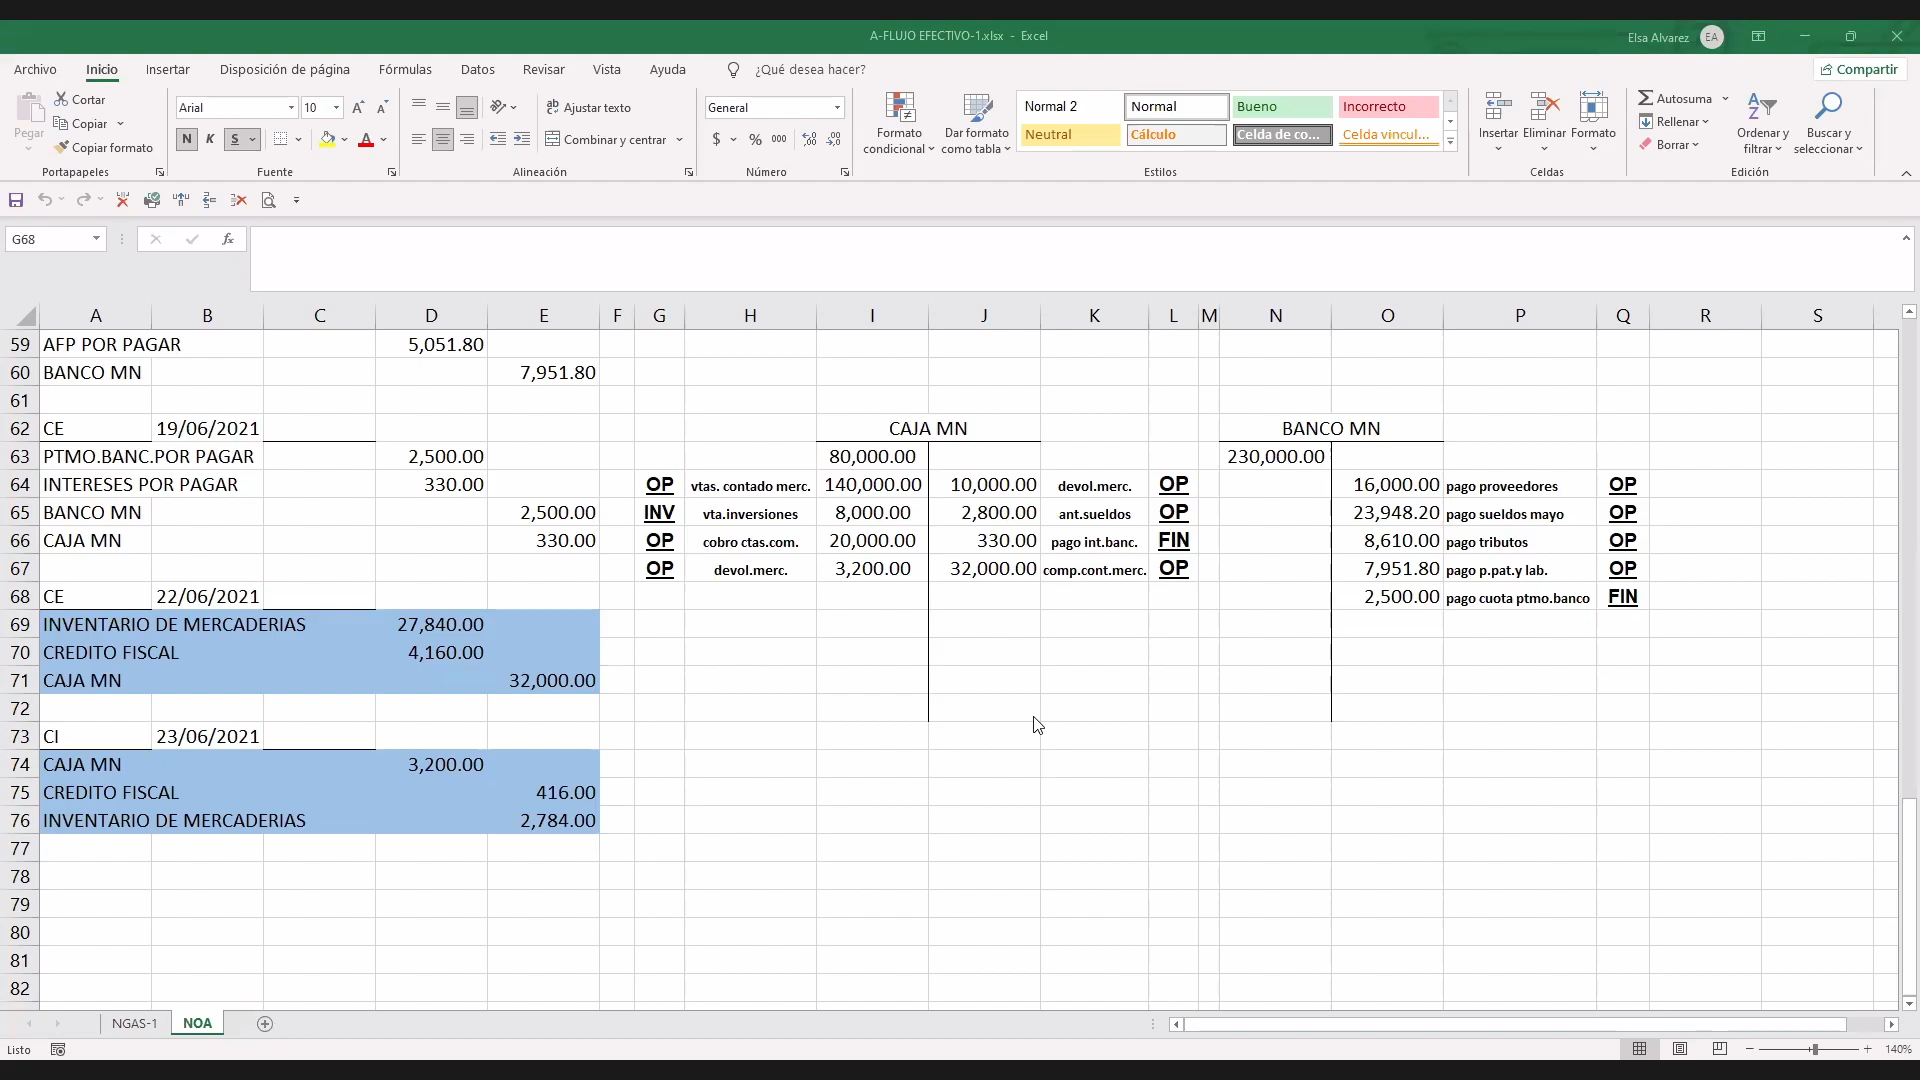 A-FLUJO EFECTIVO-1.xlsx - Excel
Elsa Alvarez EA
Archivo Inicio Insertar Disposición de página Fórmulas Datos Revisar Vista Ayuda ¿Qué desea hacer? Compartir
Pegar
Cortar
Copiar
Copiar formato
Portapapeles
Arial 10
N K S
Fuente
Ajustar texto
Combinar y centrar
Alineación
General
$ % 000
Número
Formato condicional
Dar formato como tabla
Normal 2 Normal Bueno Incorrecto
Neutral Cálculo Celda de co... Celda vincul...
Estilos
Insertar Eliminar Formato
Celdas
Autosuma
Rellenar
Borrar
Ordenar y filtrar
Buscar y seleccionar
Edición
G68 fx
A B C D E F G H I J K L M N O P Q R S
59 AFP POR PAGAR 5,051.80
60 BANCO MN 7,951.80
61
62 CE 19/06/2021 CAJA MN BANCO MN
63 PTMO.BANC.POR PAGAR 2,500.00 80,000.00 230,000.00
64 INTERESES POR PAGAR 330.00 OP vtas. contado merc. 140,000.00 10,000.00 devol.merc. OP 16,000.00 pago proveedores OP
65 BANCO MN 2,500.00 INV vta.inversiones 8,000.00 2,800.00 ant.sueldos OP 23,948.20 pago sueldos mayo OP
66 CAJA MN 330.00 OP cobro ctas.com. 20,000.00 330.00 pago int.banc. FIN 8,610.00 pago tributos OP
67 OP devol.merc. 3,200.00 32,000.00 comp.cont.merc. OP 7,951.80 pago p.pat.y lab. OP
68 CE 22/06/2021 2,500.00 pago cuota ptmo.banco FIN
69 INVENTARIO DE MERCADERIAS 27,840.00
70 CREDITO FISCAL 4,160.00
71 CAJA MN 32,000.00
72
73 CI 23/06/2021
74 CAJA MN 3,200.00
75 CREDITO FISCAL 416.00
76 INVENTARIO DE MERCADERIAS 2,784.00
77
78
79
80
81
82
NGAS-1 NOA
Listo 140%